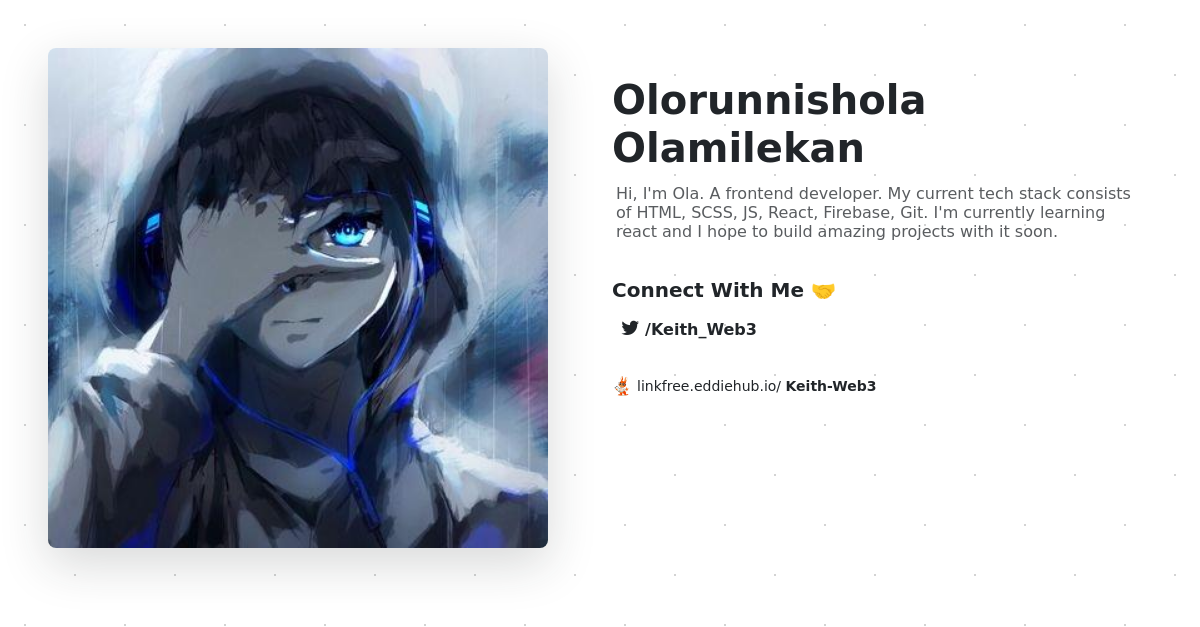 Olorunnishola
Olamilekan
Hi, I'm Ola. A frontend developer. My current tech stack consists
of HTML, SCSS, JS, React, Firebase, Git. I'm currently learning
react and I hope to build amazing projects with it soon.
Connect With Me 🤝
/Keith_Web3
linkfree.eddiehub.io/ Keith-Web3